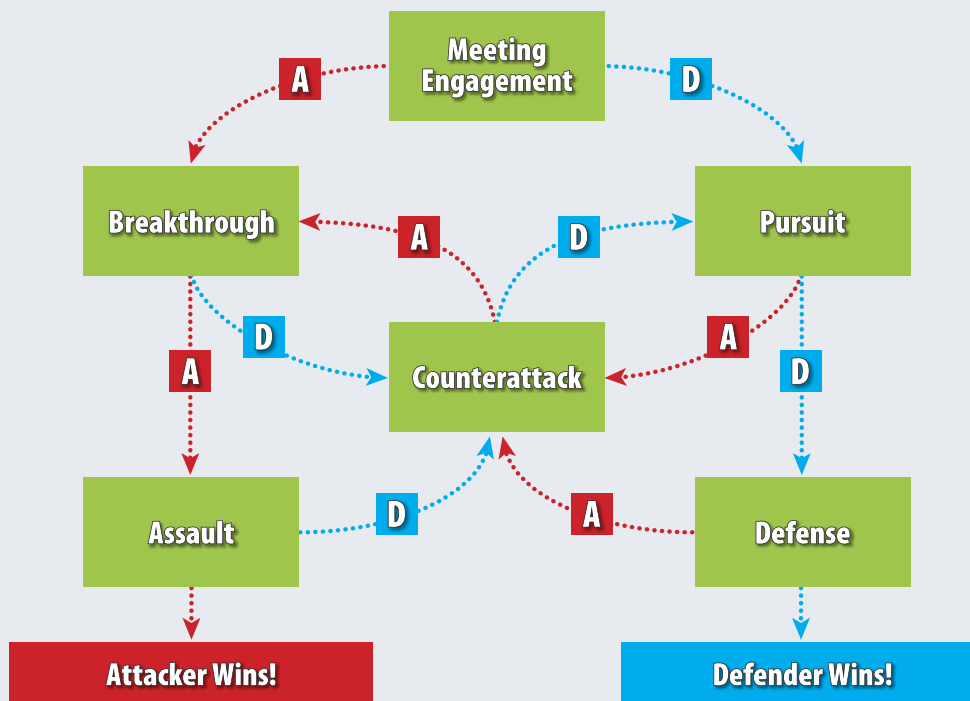 Meeting
Engagement
A
D
Breakthrough
A
D
Pursuit
D
A
A
Counterattack
D
Assault
D
A
Defense
Attacker Wins!
Defender Wins!